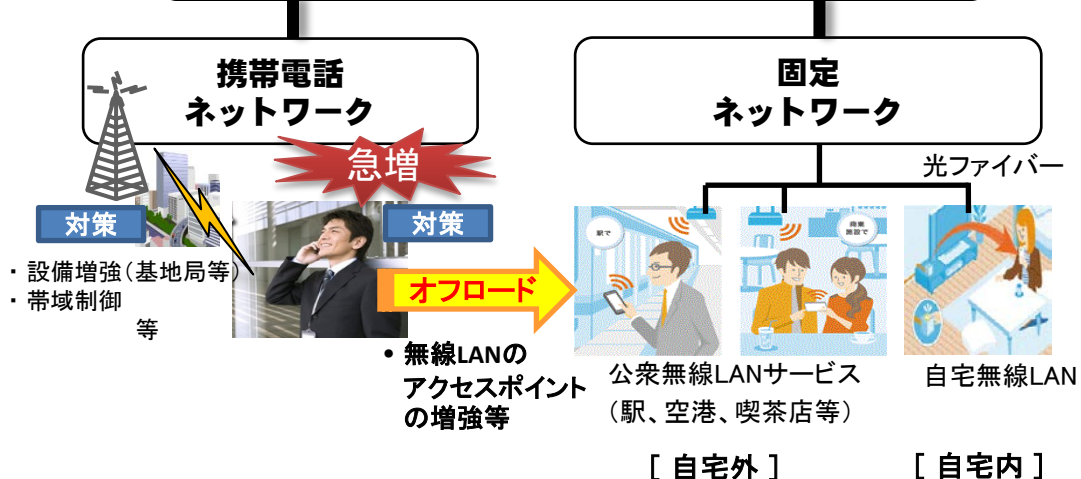 携帯電話
ネットワーク
固定
ネットワーク
急増
光ファイバー
対策
対策
駅で
商業
施設で
・設備増強（基地局等）
・帯域制御
等
オフロード
• 無線LANの
アクセスポイント
の増強等
公衆無線LANサービス
（駅、空港、喫茶店等）
自宅無線LAN
［ 自宅外 ］
［ 自宅内 ］